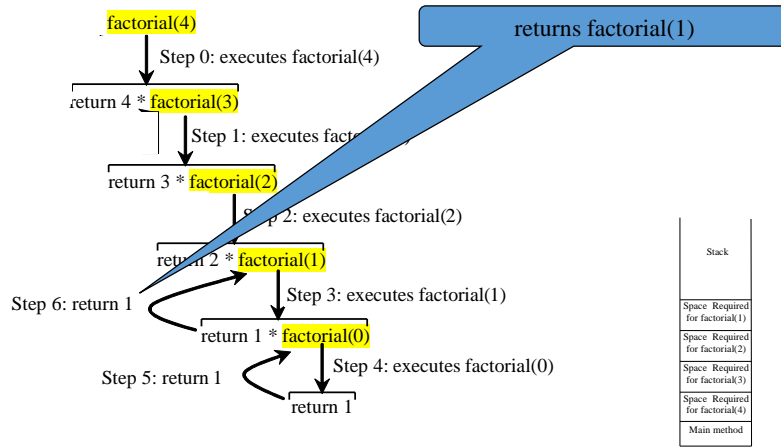 factorial(4)
returns factorial(1)
Step 0: executes factorial(4)
return 4 * factorial(3)
Step 1: executes
return 3 * factorial(2)
2: executes factorial(2)
return 2 * factorial(1)
Step 6: return 1
Step 3: executes factorial(1)
return 1 * factorial(0)
Step 5: return 1
Step 4: executes factorial(0)
return 1
Stack
Space Required
for factorial(1)
Space Required
for factorial(2)
Space Required
for factorial(3)
Space Required
for factorial(4)
Main method